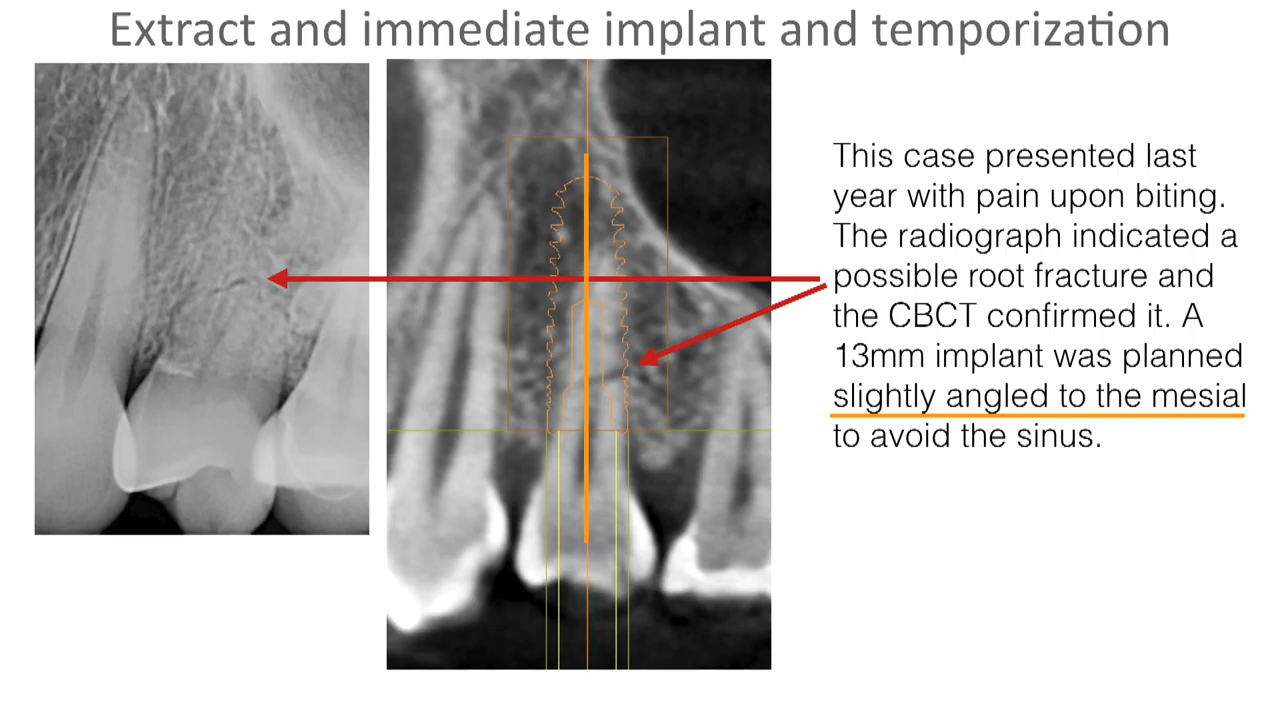 Extract and immediate implant and temporization
This case presented last
year with pain upon biting.
The radiograph indicated a
possible root fracture and
the CBCT confirmed it. A
13mm implant was planned
slightly angled to the mesial
to avoid the sinus.